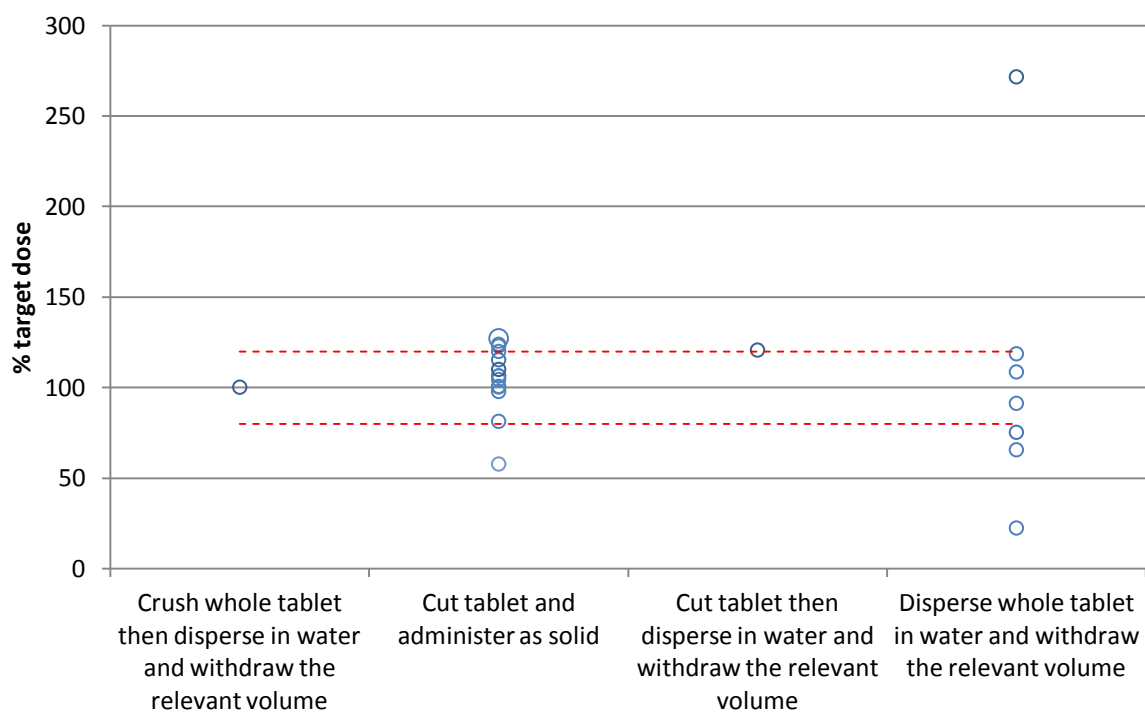 300
250
200
150
100
50
0
% target dose
Crush whole tablet
then disperse in water
and withdraw the
relevant volume
Cut tablet and
administer as solid
Cut tablet then
disperse in water and
withdraw the relevant
volume
Disperse whole tablet
in water and withdraw
the relevant volume